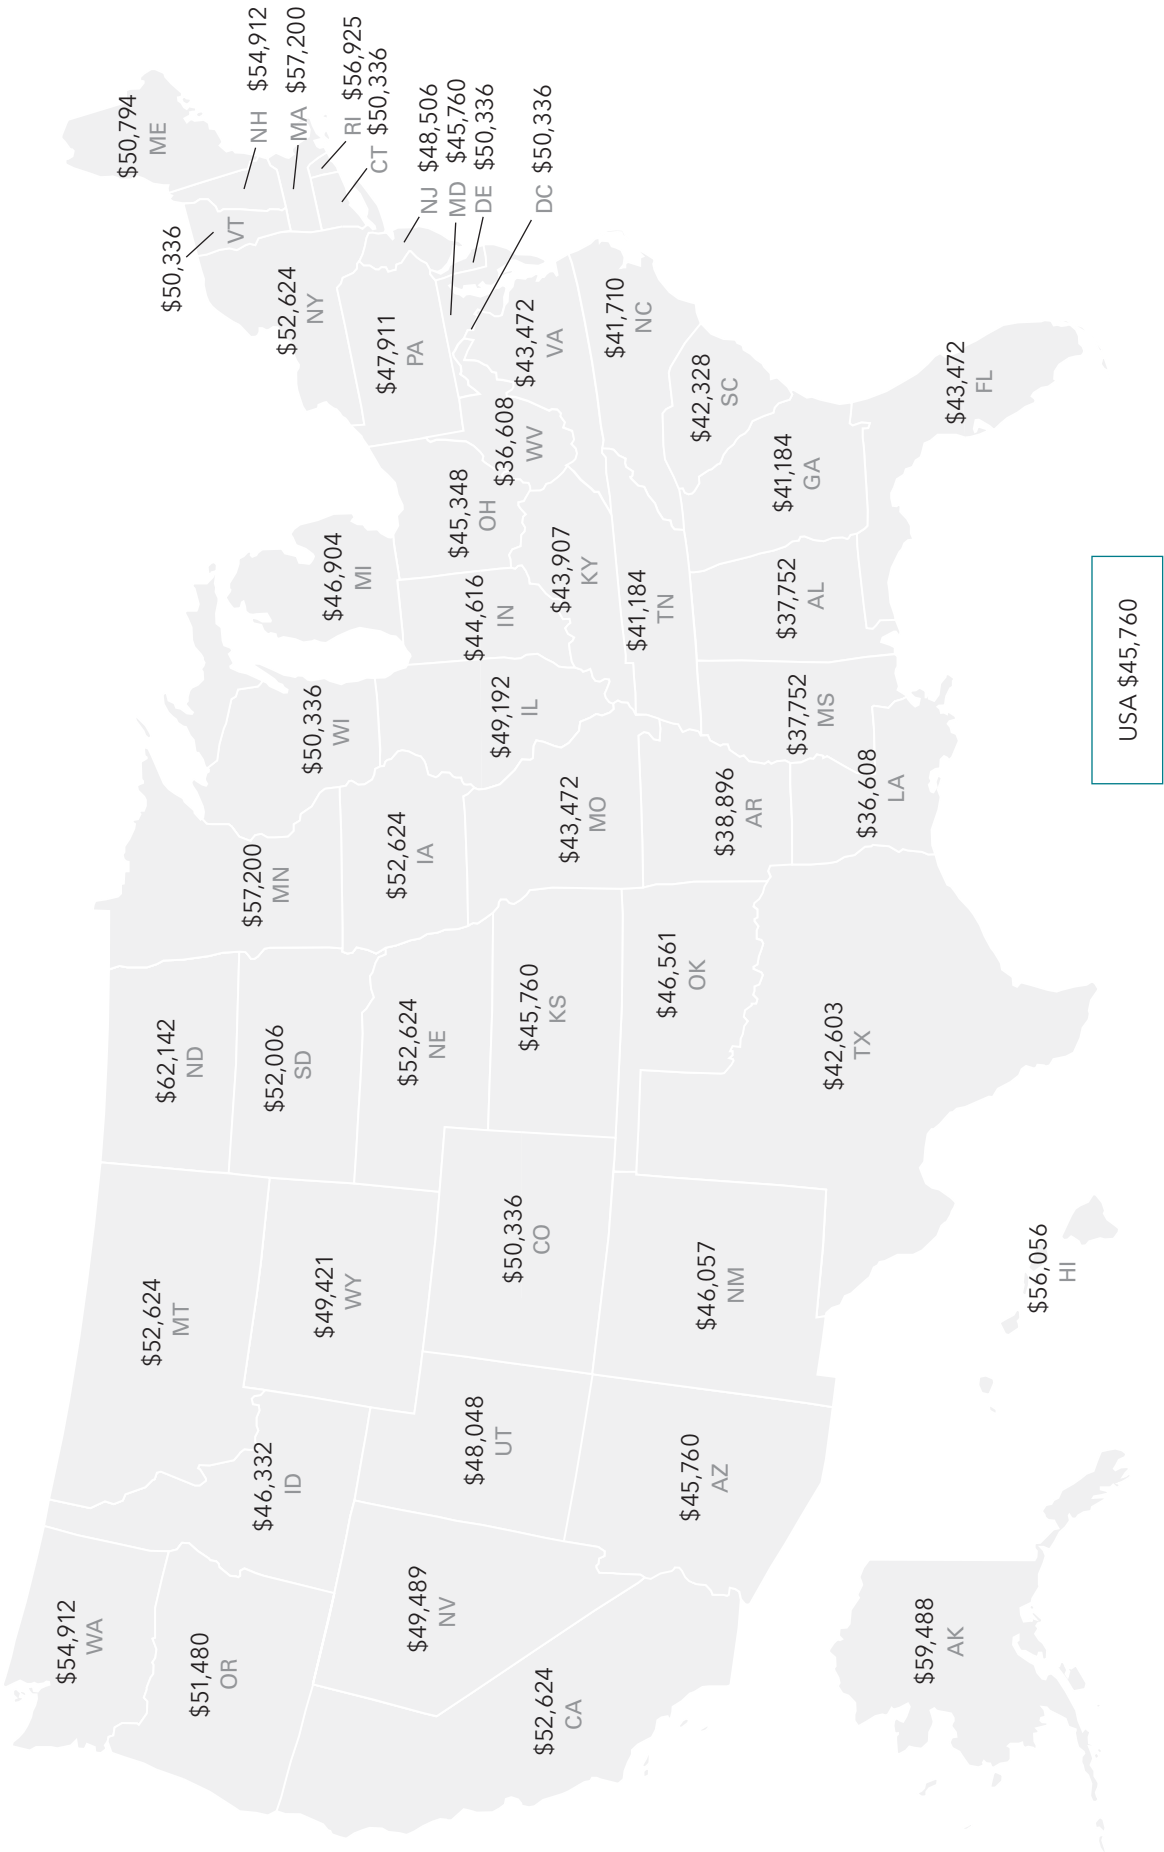 $54,912
WA
$51,480
OR
$52,624
CA
$49,489
NV
$46,332
ID
$52,624
MT
$49,421
WY
$48,048
UT
$45,760
AZ
$50,336
CO
$46,057
NM
$62,142
ND
$52,006
SD
$52,624
NE
$45,760
KS
$46,561
OK
$42,603
TX
$57,200
MN
$52,624
IA
$43,472
MO
$38,896
AR
$36,608
LA
$50,336
WI
$49,192
IL
$46,904
MI
$44,616
IN
$45,348
OH
$43,907
KY
$41,184
TN
$37,752
MS
$37,752
AL
$41,184
GA
$43,472
FL
$42,328
SC
$41,710
NC
$43,472
VA
$36,608
WV
$47,911
PA
$52,624
NY
$50,336
VT
$50,794
ME
NH $54,912
MA $57,200
RI $56,925
CT $50,336
NJ $48,506
MD $45,760
DE $50,336
DC $50,336
$59,488
AK
$56,056
HI
USA $45,760